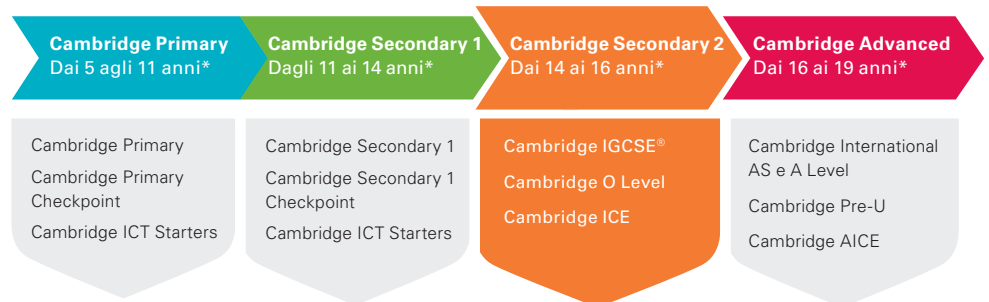 Cambridge Primary
Dai 5 agli 11 anni*
Cambridge Secondary 1
Dagli 11 ai 14 anni*
Cambridge Secondary 2
Dai 14 ai 16 anni*
Cambridge Advanced
Dai 16 ai 19 anni*
Cambridge Primary
Cambridge Primary
Checkpoint
Cambridge ICT Starters
Cambridge Secondary 1
Cambridge Secondary 1
Checkpoint
Cambridge ICT Starters
Cambridge IGCSE®
Cambridge O Level
Cambridge ICE
Cambridge International
AS e A Level
Cambridge Pre-U
Cambridge AICE